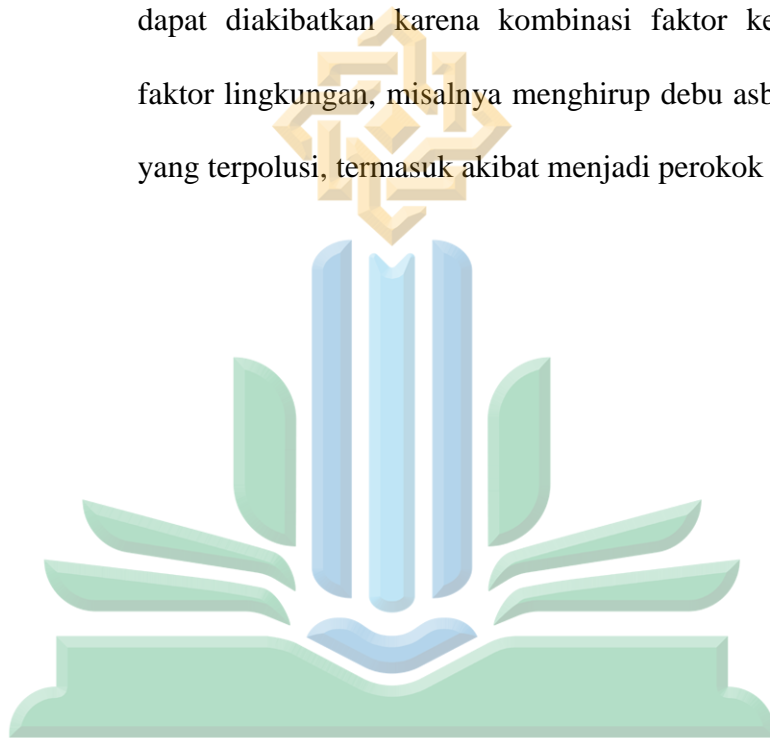 dapat diakibatkan karena kombinasi faktor
faktor lingkungan, misalnya menghirup debu
yang terpolusi, termasuk akibat menjadi perokok